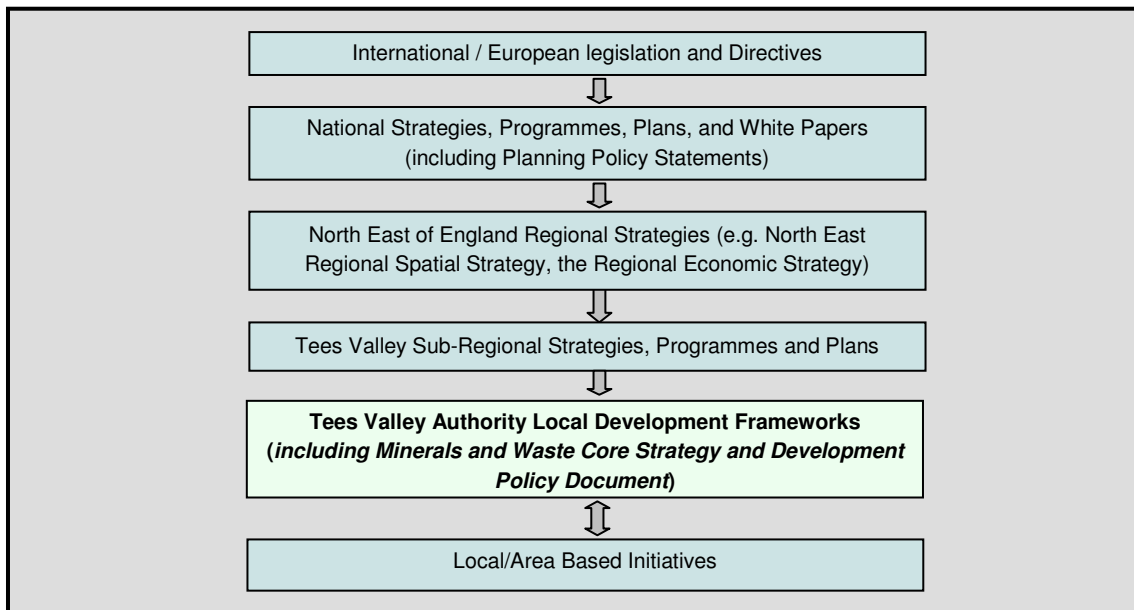 International / European legislation and Directives
National Strategies, Programmes, Plans, and White Papers
(including Planning Policy Statements)
North East of England Regional Strategies (e.g. North East
Regional Spatial Strategy, the Regional Economic Strategy)
Tees Valley Sub-Regional Strategies, Programmes and Plans
Tees Valley Authority Local Development Frameworks
(including Minerals and Waste Core Strategy and Development
Policy Document)
Local/Area Based Initiatives